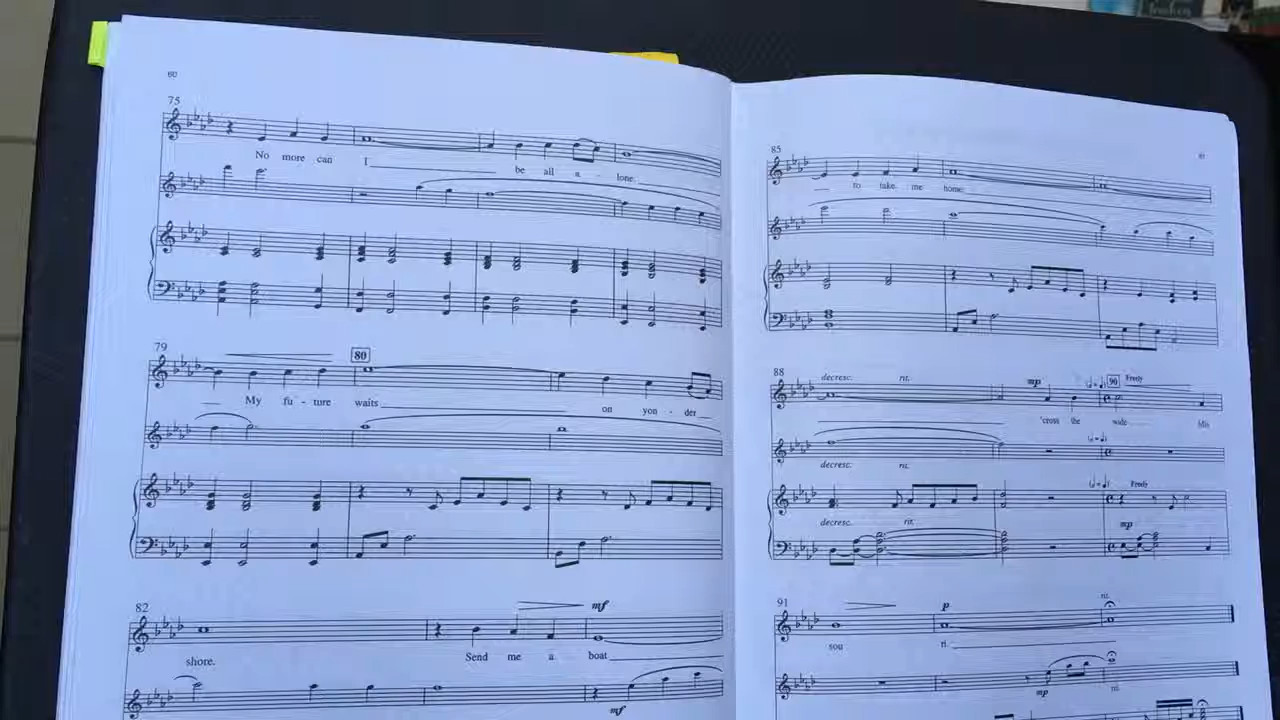 60
75
No more can I be all a - lone.
79
80
My fu - ture waits on yon - der
82
mf
shore. Send me a boat
mf
85
to take me home.
88
decresc. rit. mp 90 Freely
'cross the wide
decresc. rit.
Freely
decresc. rit. mp
91
p rit.
sou ri.
mp rit.